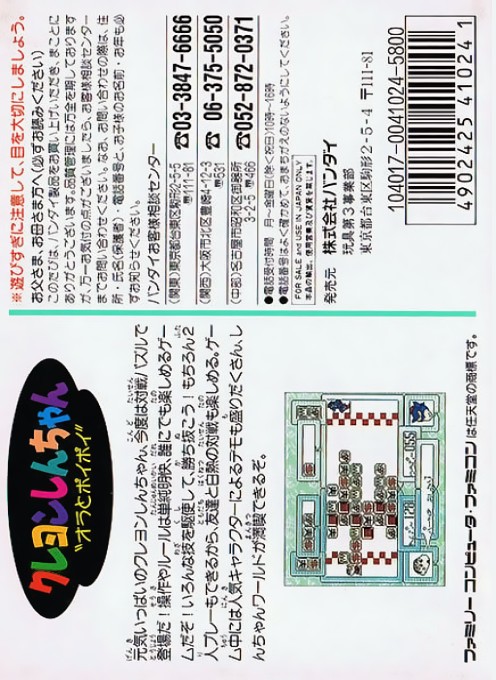 クレヨンしんちゃん
"オラとポイポイ"
元気いっぱいのクレヨンしんちゃん、今度は対戦パズルで
登場だ!操作やルールは単純明快、誰にでも楽しめるゲー
ムだぞ!いろんな技を駆使して、勝ち抜こう!もちろん2
人プレーもできるから、友達と白熱の対戦も楽しめる。ゲー
ム中には人気キャラクターによるデモも盛りだくさん、し
んちゃんワールドが満喫できるぞ。
ファミリー コンピュータ・ファミコンは任天堂の商標です。
※遊びすぎに注意して、目を大切にしましょう。
お父さま、お母さま方へ(必ずお読みください)
このたびは、バンダイ製品をお買い上げいただき、まことに
ありがとうございます。品質管理には万全を期しております
が、万一お気付の点がございましたら、お客様相談センター
までお問い合わせください。なお、お問い合わせの際は、住
所・氏名(保護者)・電話番号と、お子様のお名前・お年も必
ずお知らせください。
バンダイお客様相談センター
(関東)東京都台東区駒形2-5-5
〒111-81
☎03-3847-6666
(関西)大阪市北区豊崎4-12-3
〒531
☎06-375-5050
(中部)名古屋市昭和区御器所
3-2-5 〒466
☎052-872-0371
●電話受付時間 月〜金曜日(除く祝日)10時〜16時
●電話番号はよく確かめて、おまちがえのないようにしてください。
FOR SALE and USE IN JAPAN ONLY
本品の輸出、使用営業及び賃貸を禁じます。
発売元 株式会社バンダイ
玩具第3事業部
東京都台東区駒形2-5-4 〒111-81
104017-0041024-5800
4902425410241